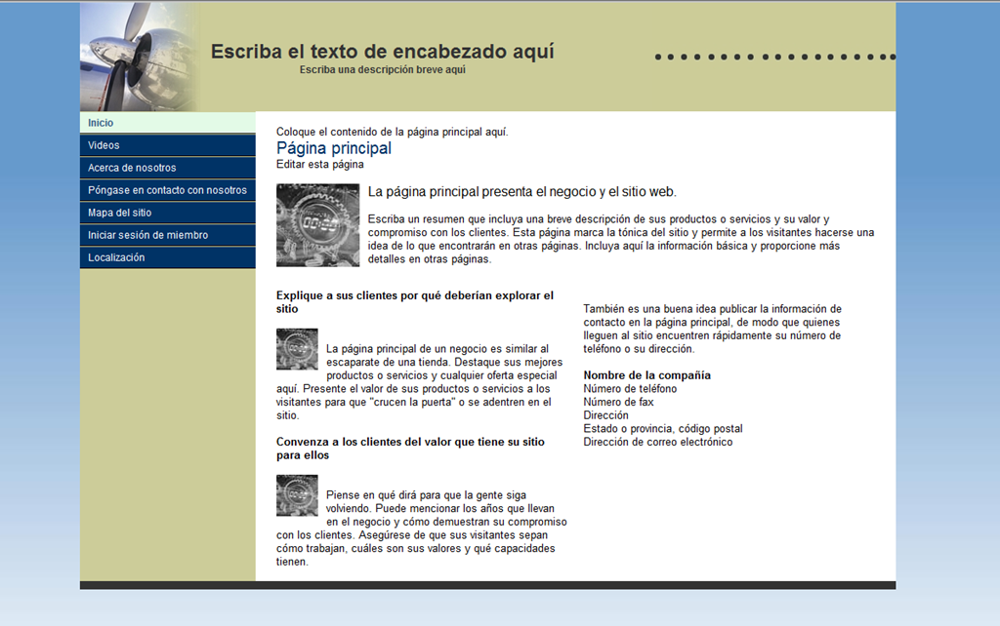 Escriba el texto de encabezado aquí
Escriba una descripción breve aquí
Inicio
Videos
Acerca de nosotros
Póngase en contacto con nosotros
Mapa del sitio
Iniciar sesión de miembro
Localización
Coloque el contenido de la página principal aquí.
Página principal
Editar esta página
La página principal presenta el negocio y el sitio web.
Escriba un resumen que incluya una breve descripción de sus productos o servicios y su valor y
compromiso con los clientes. Esta página marca la tónica del sitio y permite a los visitantes hacerse una
idea de lo que encontrarán en otras páginas. Incluya aquí la información básica y proporcione más
detalles en otras páginas.
Explique a sus clientes por qué deberían explorar el
sitio
La página principal de un negocio es similar al
escaparate de una tienda. Destaque sus mejores
productos o servicios y cualquier oferta especial
aquí. Presente el valor de sus productos o servicios a los
visitantes para que "crucen la puerta" o se adentren en el
sitio.
Convenza a los clientes del valor que tiene su sitio
para ellos
Piense en qué dirá para que la gente siga
volviendo. Puede mencionar los años que llevan
en el negocio y cómo demuestran su compromiso
con los clientes. Asegúrese de que sus visitantes sepan
cómo trabajan, cuáles son sus valores y qué capacidades
tienen.
También es una buena idea publicar la información de
contacto en la página principal, de modo que quienes
lleguen al sitio encuentren rápidamente su número de
teléfono o su dirección.
Nombre de la compañía
Número de teléfono
Número de fax
Dirección
Estado o provincia, código postal
Dirección de correo electrónico